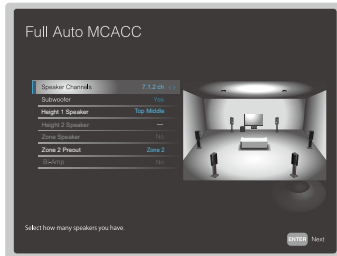 Full Auto MCACC
Speaker Channels 7.1.2 ch
Subwoofer Yes
Height 1 Speaker Top Middle
Height 2 Speaker ---
Zone Speaker No
Zone 2 Preout Zone 2
Bi-Amp No
Select how many speakers you have.
ENTER Next